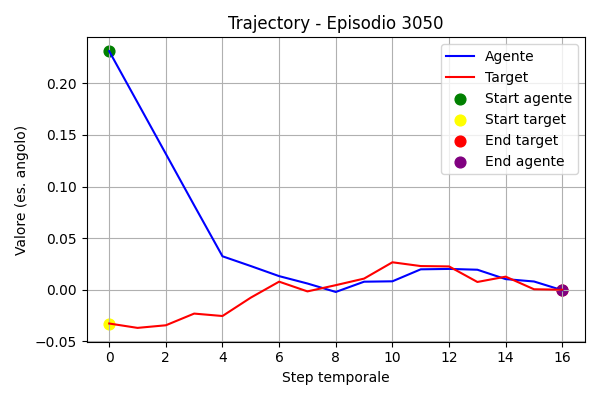 Trajectory - Episodio 3050
Agente
Target
Start agente
Start target
End target
End agente
Valore (es. angolo)
0.20
0.15
0.10
0.05
0.00
−0.05
0 2 4 6 8 10 12 14 16
Step temporale